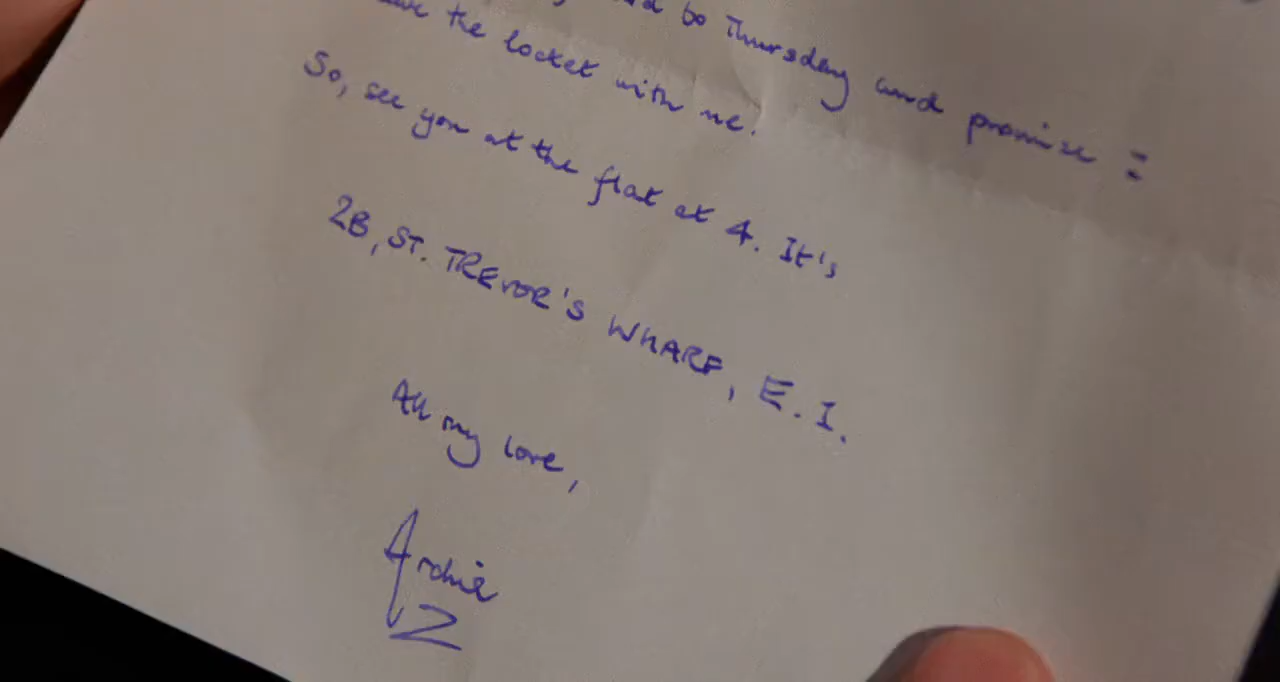 to Thursday and promise I
the locket with me.
So, see you at the flat at 4. It's
2B, ST. TREVOR'S WHARF, E.I.
All my love,
Archie